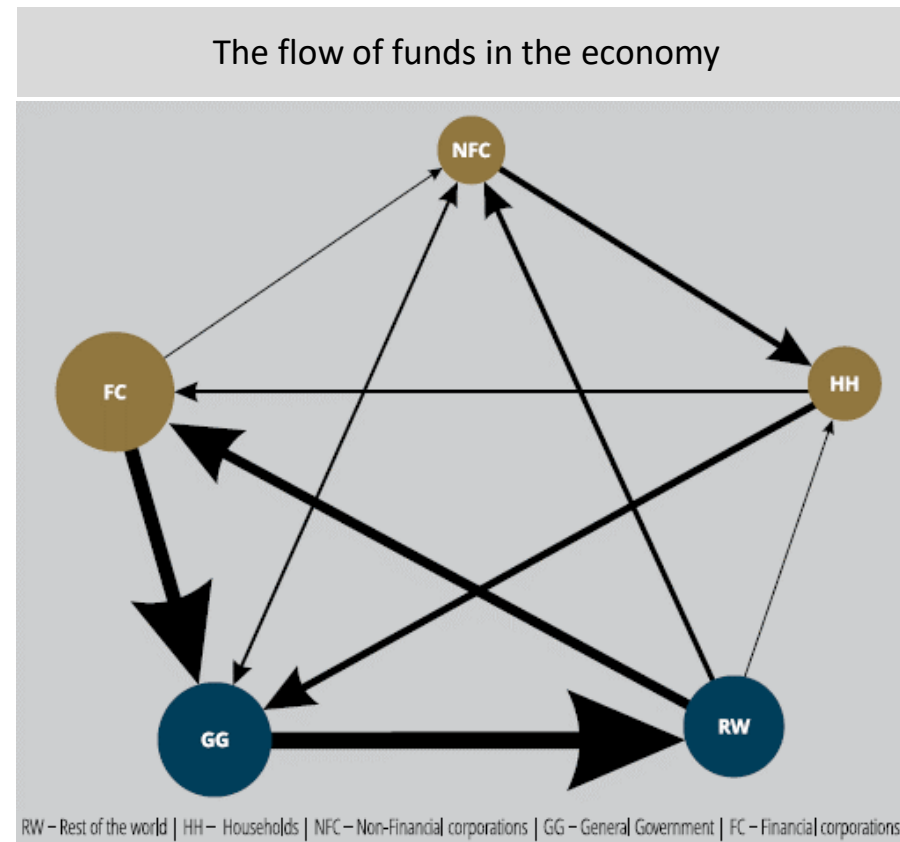 The flow of funds in the economy
NFC
FC
HH
GG
RW
RW – Rest of the world | HH – Households | NFC – Non-Financial corporations | GG – General Government | FC – Financial corporations